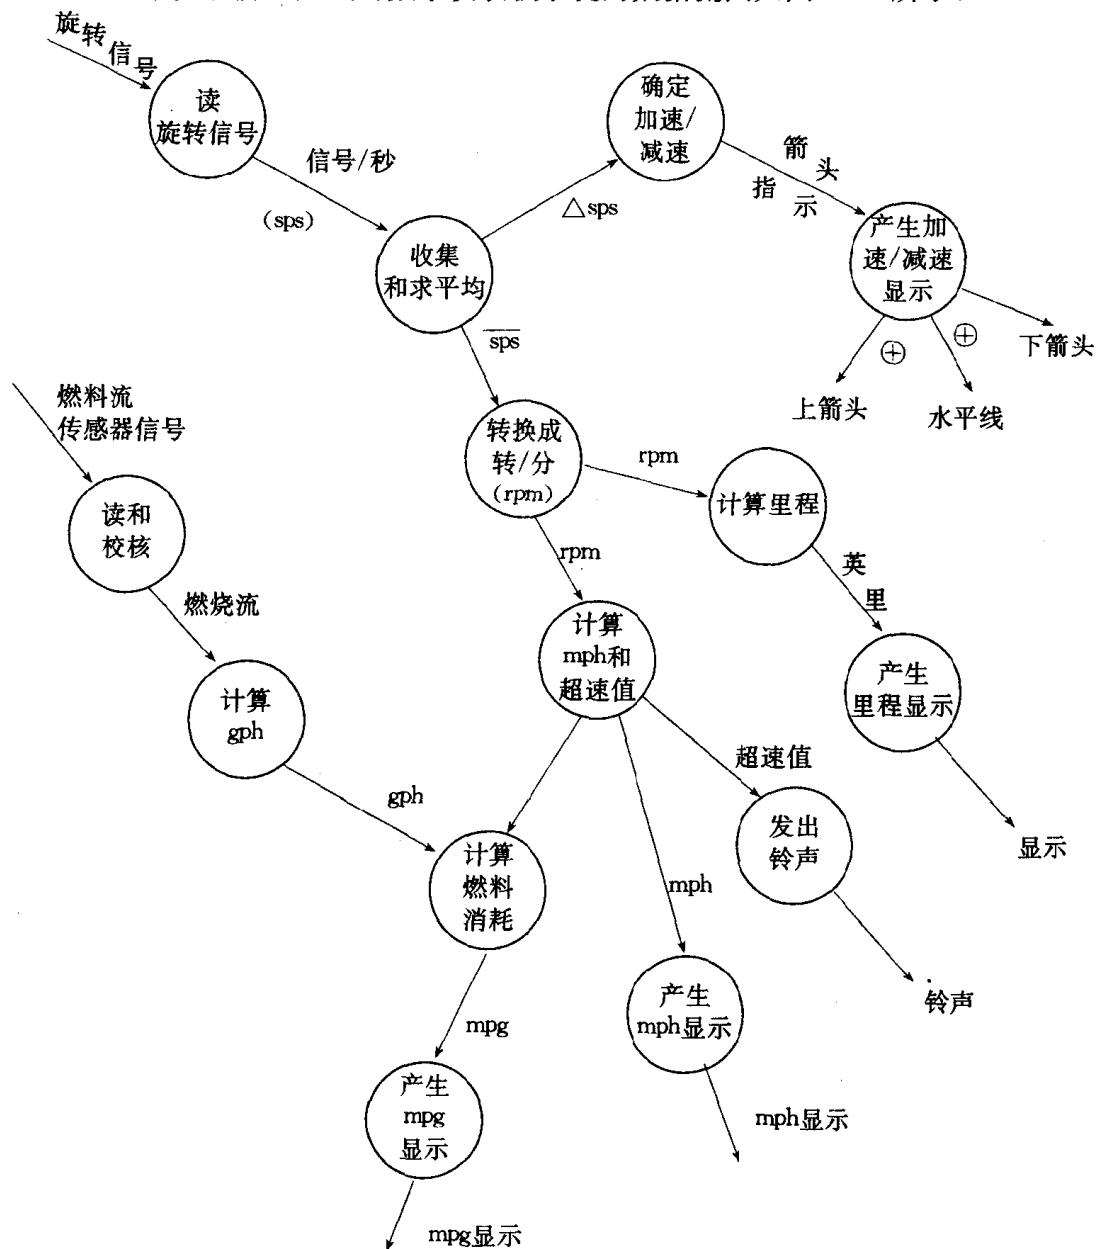 旋转信号
读
旋转信号
信号/秒
(sps)
确定
加速/
减速
△sps
箭头
指示
收集
和求平均
产生加
速/减速
显示
sps
⊕
⊕
下箭头
上箭头
水平线
燃料流
传感器信号
转换成
转/分
(rpm)
rpm
计算里程
读和
校核
rpm
英里
燃烧流
计算
mph和
超速值
产生
里程显示
计算
gph
超速值
gph
发出
铃声
显示
计算
燃料
消耗
mph
铃声
产生
mph显示
mpg
产生
mpg
显示
mph显示
mpg显示